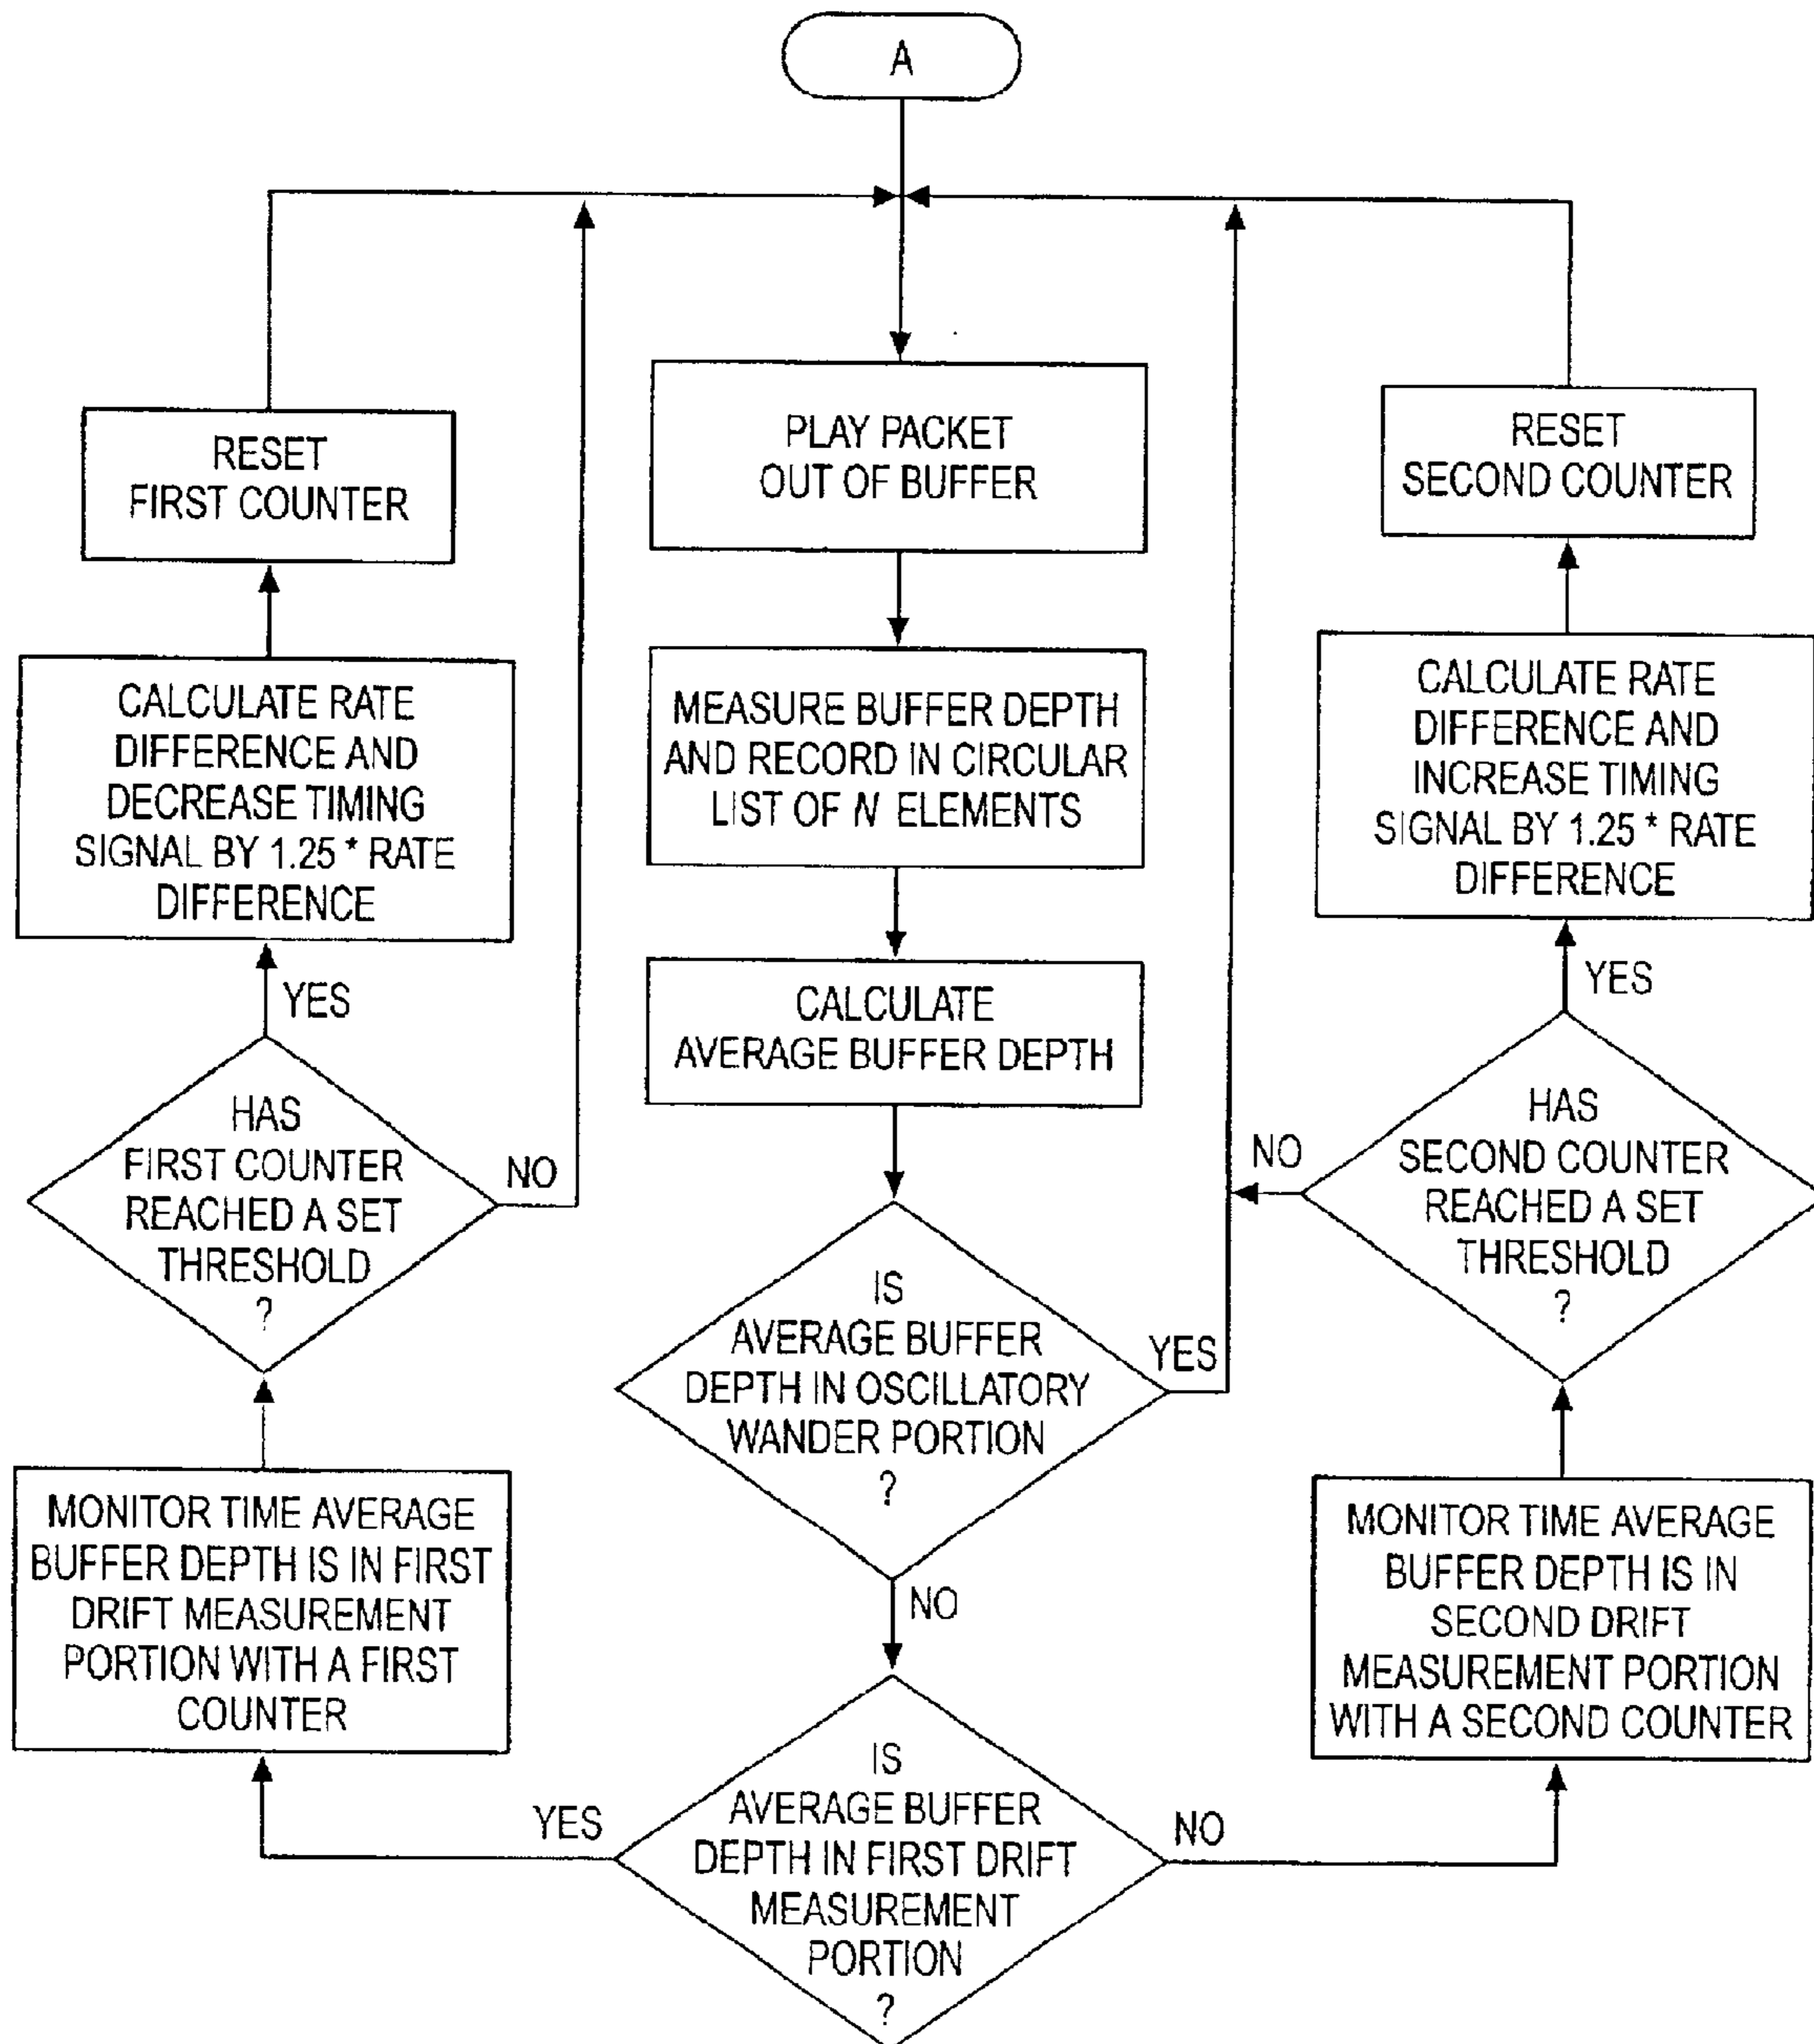 A
PLAY PACKET
OUT OF BUFFER
MEASURE BUFFER DEPTH
AND RECORD IN CIRCULAR
LIST OF N ELEMENTS
CALCULATE
AVERAGE BUFFER DEPTH
IS
AVERAGE BUFFER
DEPTH IN OSCILLATORY
WANDER PORTION
?
YES
NO
IS
AVERAGE BUFFER
DEPTH IN FIRST DRIFT
MEASUREMENT
PORTION
?
YES
NO
MONITOR TIME AVERAGE
BUFFER DEPTH IS IN FIRST
DRIFT MEASUREMENT
PORTION WITH A FIRST
COUNTER
HAS
FIRST COUNTER
REACHED A SET
THRESHOLD
?
YES
NO
CALCULATE RATE
DIFFERENCE AND
DECREASE TIMING
SIGNAL BY 1.25 * RATE
DIFFERENCE
RESET
FIRST COUNTER
MONITOR TIME AVERAGE
BUFFER DEPTH IS IN
SECOND DRIFT
MEASUREMENT PORTION
WITH A SECOND COUNTER
HAS
SECOND COUNTER
REACHED A SET
THRESHOLD
?
NO
YES
CALCULATE RATE
DIFFERENCE AND
INCREASE TIMING
SIGNAL BY 1.25 * RATE
DIFFERENCE
RESET
SECOND COUNTER